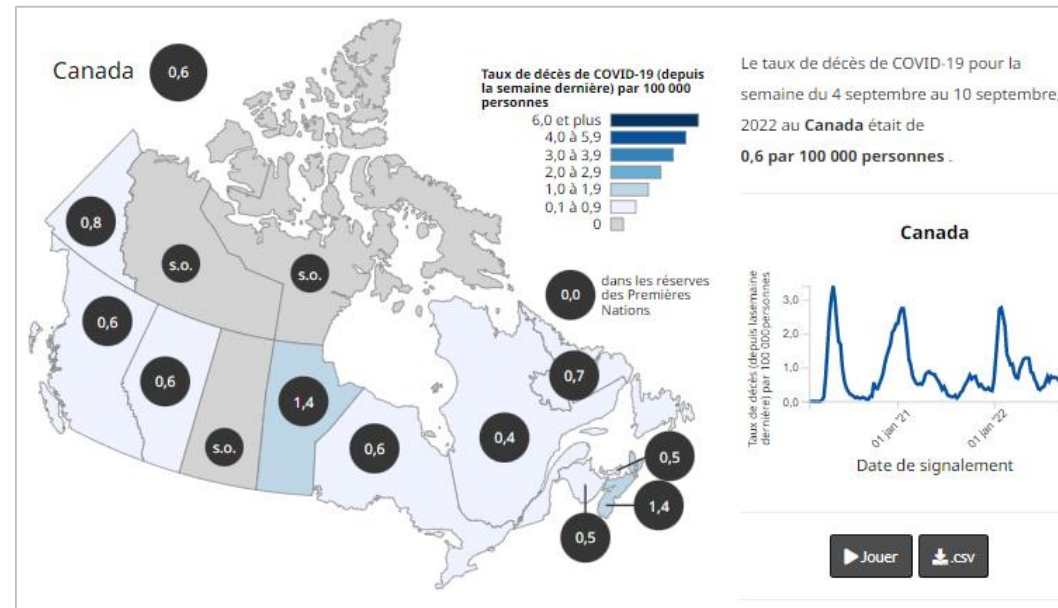 Canada
0,6
Taux de décès de COVID-19 (depuis
la semaine dernière) par 100 000
personnes
6,0 et plus
4,0 à 5,9
3,0 à 3,9
2,0 à 2,9
1,0 à 1,9
0,1 à 0,9
0
0,8
s.o.
s.o.
0,6
0,6
s.o.
1,4
0,6
0,4
0,7
0,5
1,4
0,5
0,0
dans les réserves
des Premières
Nations
Le taux de décès de COVID-19 pour la
semaine du 4 septembre au 10 septembre,
2022 au Canada était de
0,6 par 100 000 personnes .
Canada
Taux de décès (depuis lasemaine
dernière) par 100 000personnes
3,0
2,0
1,0
0,0
01 jan '21
01 jan '22
Date de signalement
Jouer
.csv